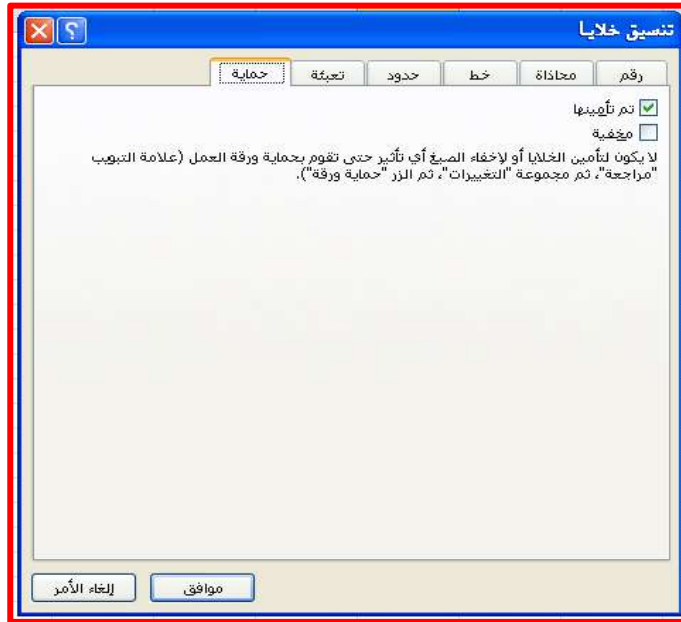 تنسيق خلايا
رقم محاذاة خط حدود تعبئة حماية
تم تأمينها
مخفية
لا يكون لتأمين الخلايا أو لإخفاء الصيغ أي تأثير حتى تقوم بحماية ورقة العمل (علامة التبويب
"مراجعة"، ثم مجموعة "التغييرات"، ثم الزر "حماية ورقة").
موافق إلغاء الأمر